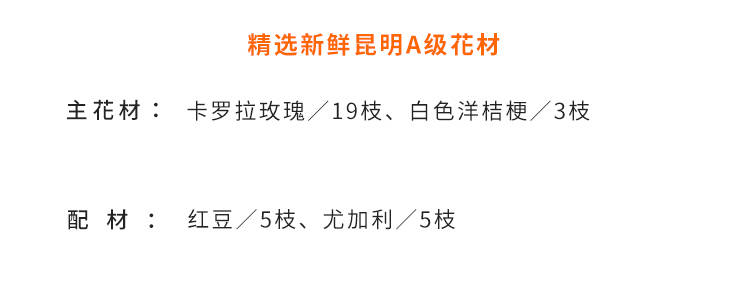 精选新鲜昆明A级花材
主花材： 卡罗拉玫瑰／19枝、白色洋桔梗／3枝
配材： 红豆／5枝、尤加利／5枝